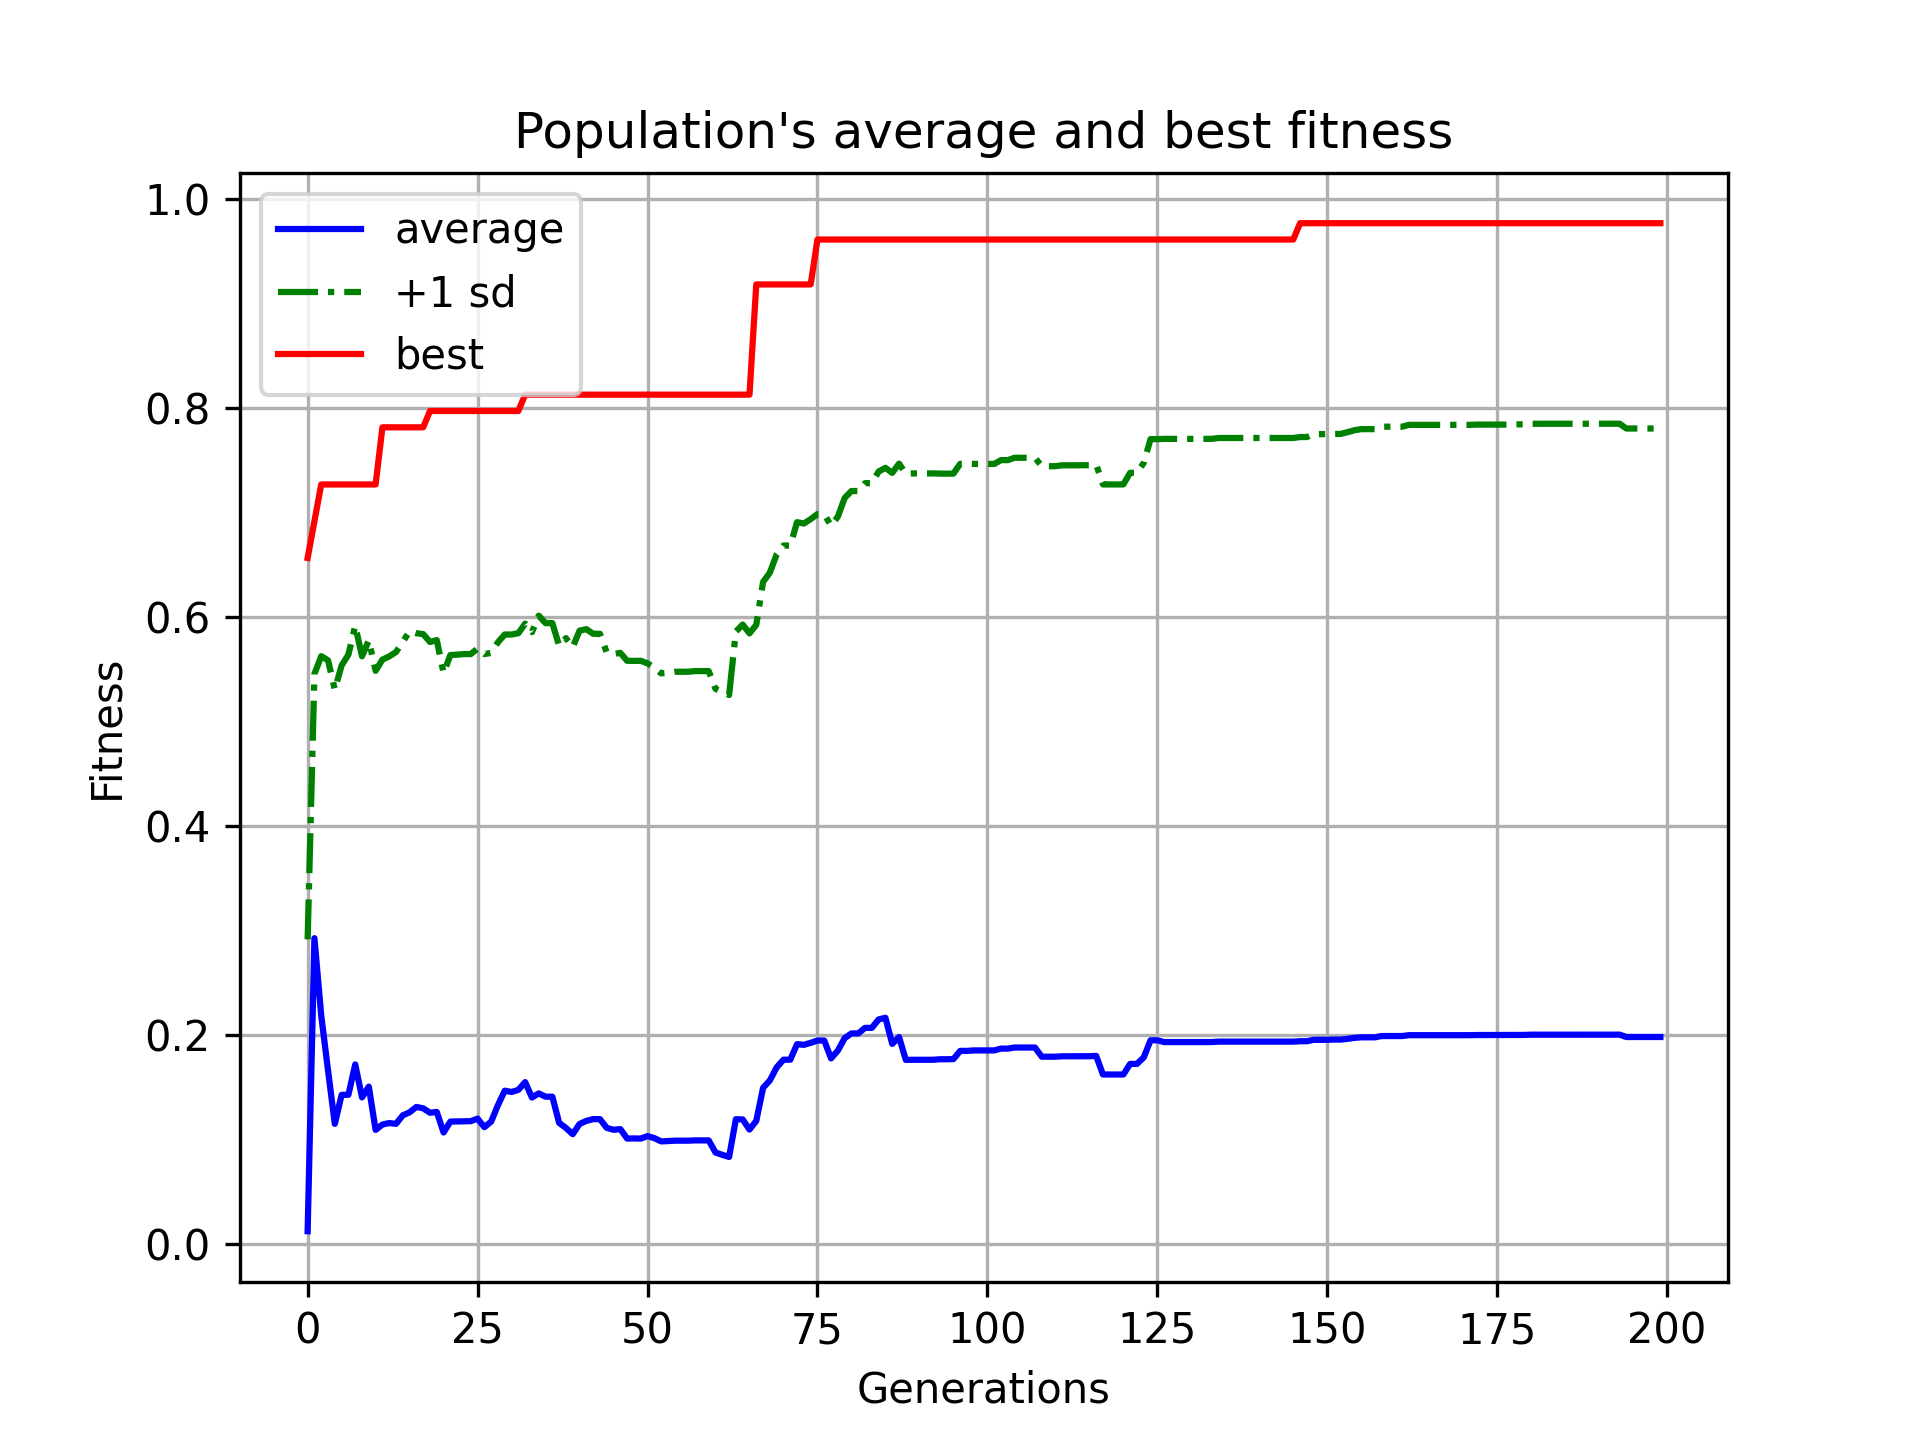 Population's average and best fitness
average
+1 sd
best
1.0
0.8
0.6
0.4
0.2
0.0
Fitness
0 25 50 75 100 125 150 175 200
Generations